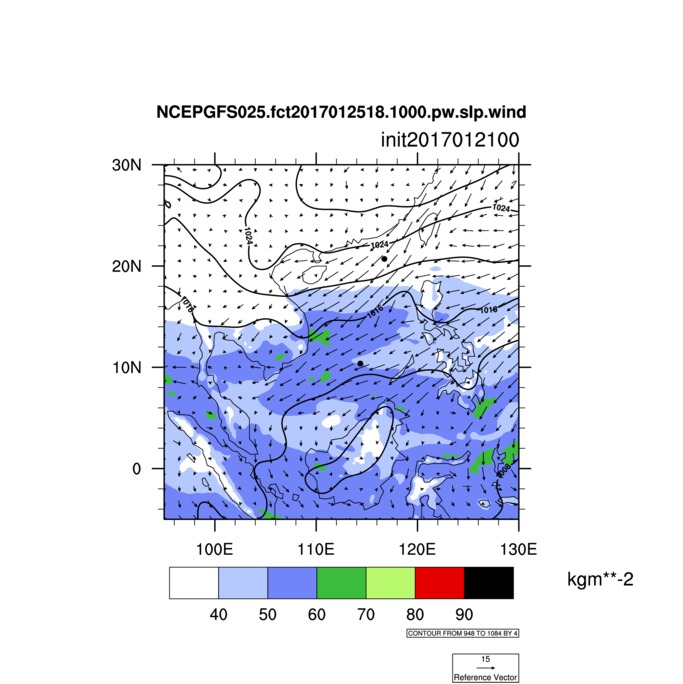 NCEPGFS025.fct2017012518.1000.pw.slp.wind
init2017012100
30N
20N
10N
0
1024
1024
1024
1016
1016
1016
1008
100E 110E 120E 130E
kgm**-2
40 50 60 70 80 90
CONTOUR FROM 948 TO 1084 BY 4
15
Reference Vector